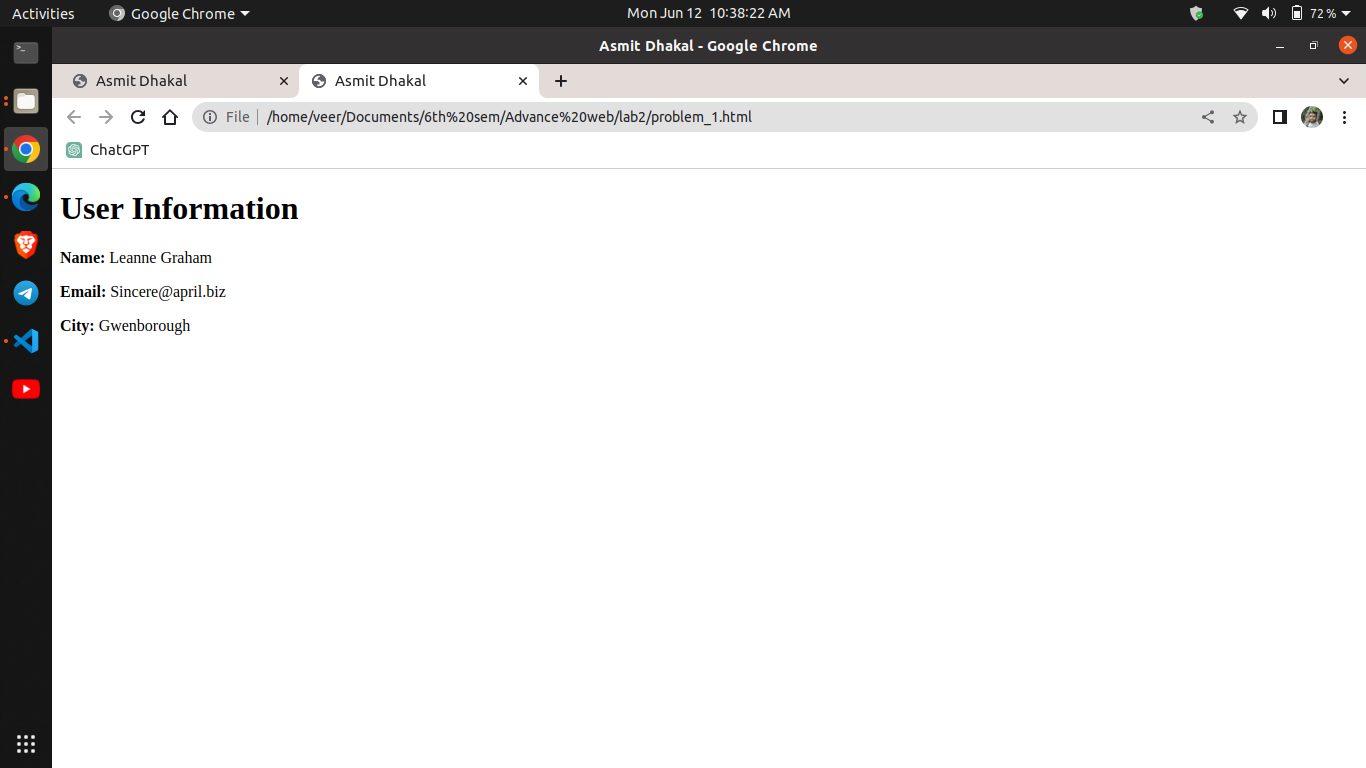 Activities Google Chrome Mon Jun 12 10:38:22 AM 72 %
Asmit Dhakal - Google Chrome
Asmit Dhakal Asmit Dhakal
File /home/veer/Documents/6th%20sem/Advance%20web/lab2/problem_1.html
ChatGPT
User Information
Name: Leanne Graham
Email: Sincere@april.biz
City: Gwenborough